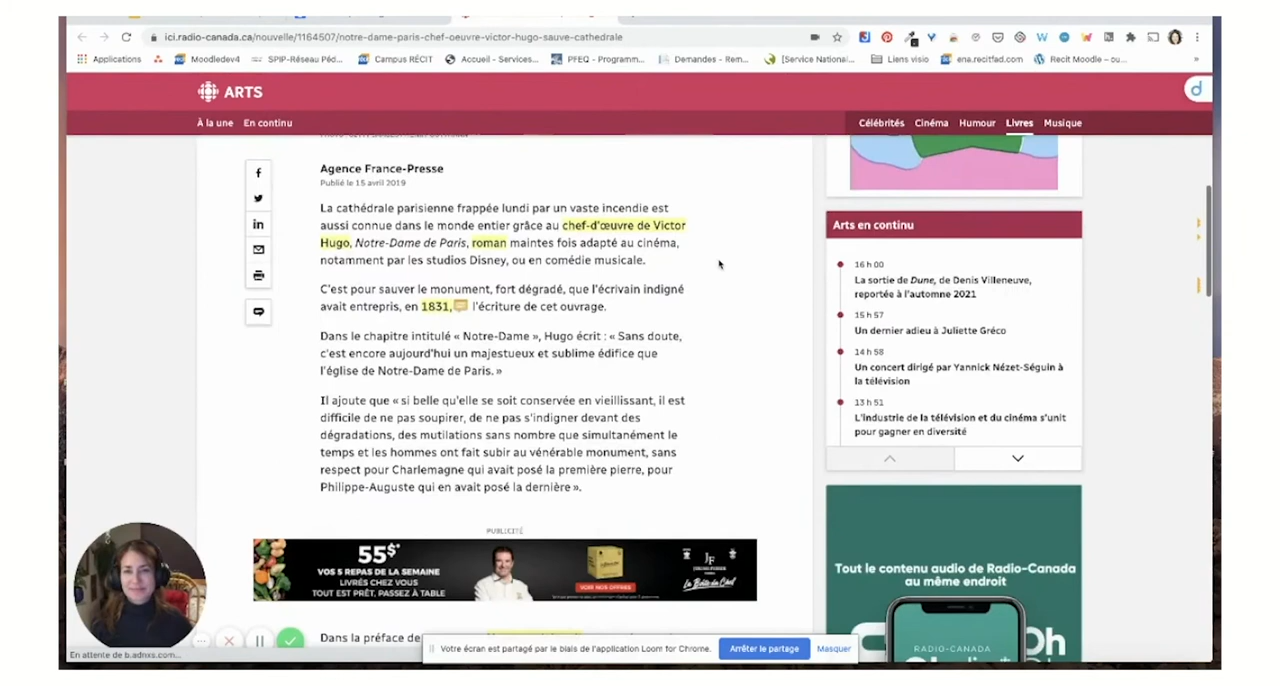 ici.radio-canada.ca/nouvelle/1164507/notre-dame-paris-chef-oeuvre-victor-hugo-sauve-cathedrale
Applications
Moodledev4
SPIP-Réseau Péd...
Campus RÉCIT
Accueil - Services...
PFEQ - Programm...
Demandes - Rem...
[Service National...
Liens visio
ena.recitfad.com
Recit Moodle – ou...
»
ARTS
À la une En continu
Célébrités Cinéma Humour Livres Musique
Agence France-Presse
Publié le 15 avril 2019
La cathédrale parisienne frappée lundi par un vaste incendie est
aussi connue dans le monde entier grâce au chef-d'œuvre de Victor
Hugo, Notre-Dame de Paris, roman maintes fois adapté au cinéma,
notamment par les studios Disney, ou en comédie musicale.
C'est pour sauver le monument, fort dégradé, que l'écrivain indigné
avait entrepris, en 1831, l'écriture de cet ouvrage.
Dans le chapitre intitulé « Notre-Dame », Hugo écrit : « Sans doute,
c'est encore aujourd'hui un majestueux et sublime édifice que
l'église de Notre-Dame de Paris. »
Il ajoute que « si belle qu'elle se soit conservée en vieillissant, il est
difficile de ne pas soupirer, de ne pas s'indigner devant des
dégradations, des mutilations sans nombre que simultanément le
temps et les hommes ont fait subir au vénérable monument, sans
respect pour Charlemagne qui avait posé la première pierre, pour
Philippe-Auguste qui en avait posé la dernière ».
PUBLICITÉ
55$*
VOS 5 REPAS DE LA SEMAINE
LIVRÉS CHEZ VOUS
TOUT EST PRÊT, PASSEZ À TABLE
VOIR NOS OFFRES
JF
La Boîte du Chef
Dans la préface de
Arts en continu
16 h 00
La sortie de Dune, de Denis Villeneuve,
reportée à l'automne 2021
15 h 57
Un dernier adieu à Juliette Gréco
14 h 58
Un concert dirigé par Yannick Nézet-Séguin à
la télévision
13 h 51
L'industrie de la télévision et du cinéma s'unit
pour gagner en diversité
Tout le contenu audio de Radio-Canada
au même endroit
RADIO-CANADA
Votre écran est partagé par le biais de l'application Loom for Chrome.
Arrêter le partage
Masquer
En attente de b.adnxs.com...